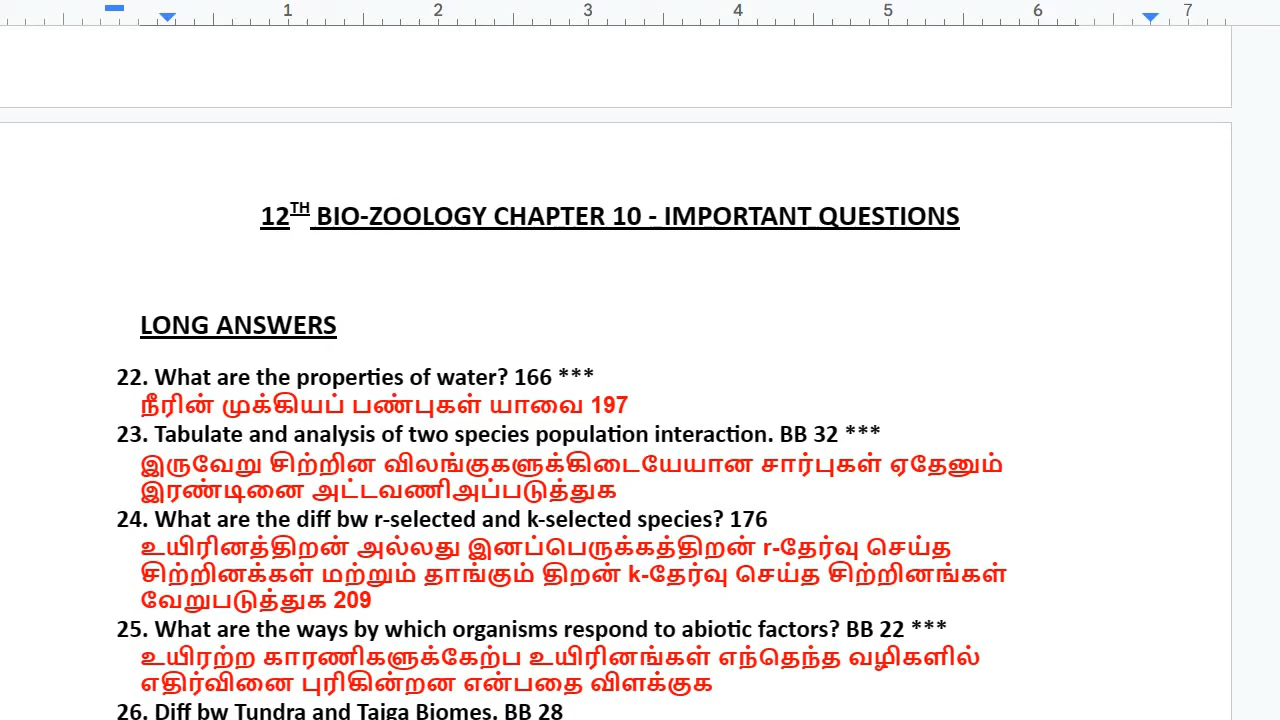 1 2 3 4 5 6 7
12TH BIO-ZOOLOGY CHAPTER 10 - IMPORTANT QUESTIONS
LONG ANSWERS
22. What are the properties of water? 166 ***
நீரின் முக்கியப் பண்புகள் யாவை 197
23. Tabulate and analysis of two species population interaction. BB 32 ***
இருவேறு சிற்றின விலங்குகளுக்கிடையேயான சார்புகள் ஏதேனும்
இரண்டினை அட்டவணிஅப்படுத்துக
24. What are the diff bw r-selected and k-selected species? 176
உயிரினத்திறன் அல்லது இனப்பெருக்கத்திறன் r-தேர்வு செய்த
சிற்றினக்கள் மற்றும் தாங்கும் திறன் k-தேர்வு செய்த சிற்றினங்கள்
வேறுபடுத்துக 209
25. What are the ways by which organisms respond to abiotic factors? BB 22 ***
உயிரற்ற காரணிகளுக்கேற்ப உயிரினங்கள் எந்தெந்த வழிகளில்
எதிர்வினை புரிகின்றன என்பதை விளக்குக
26. Diff bw Tundra and Taiga Biomes. BB 28